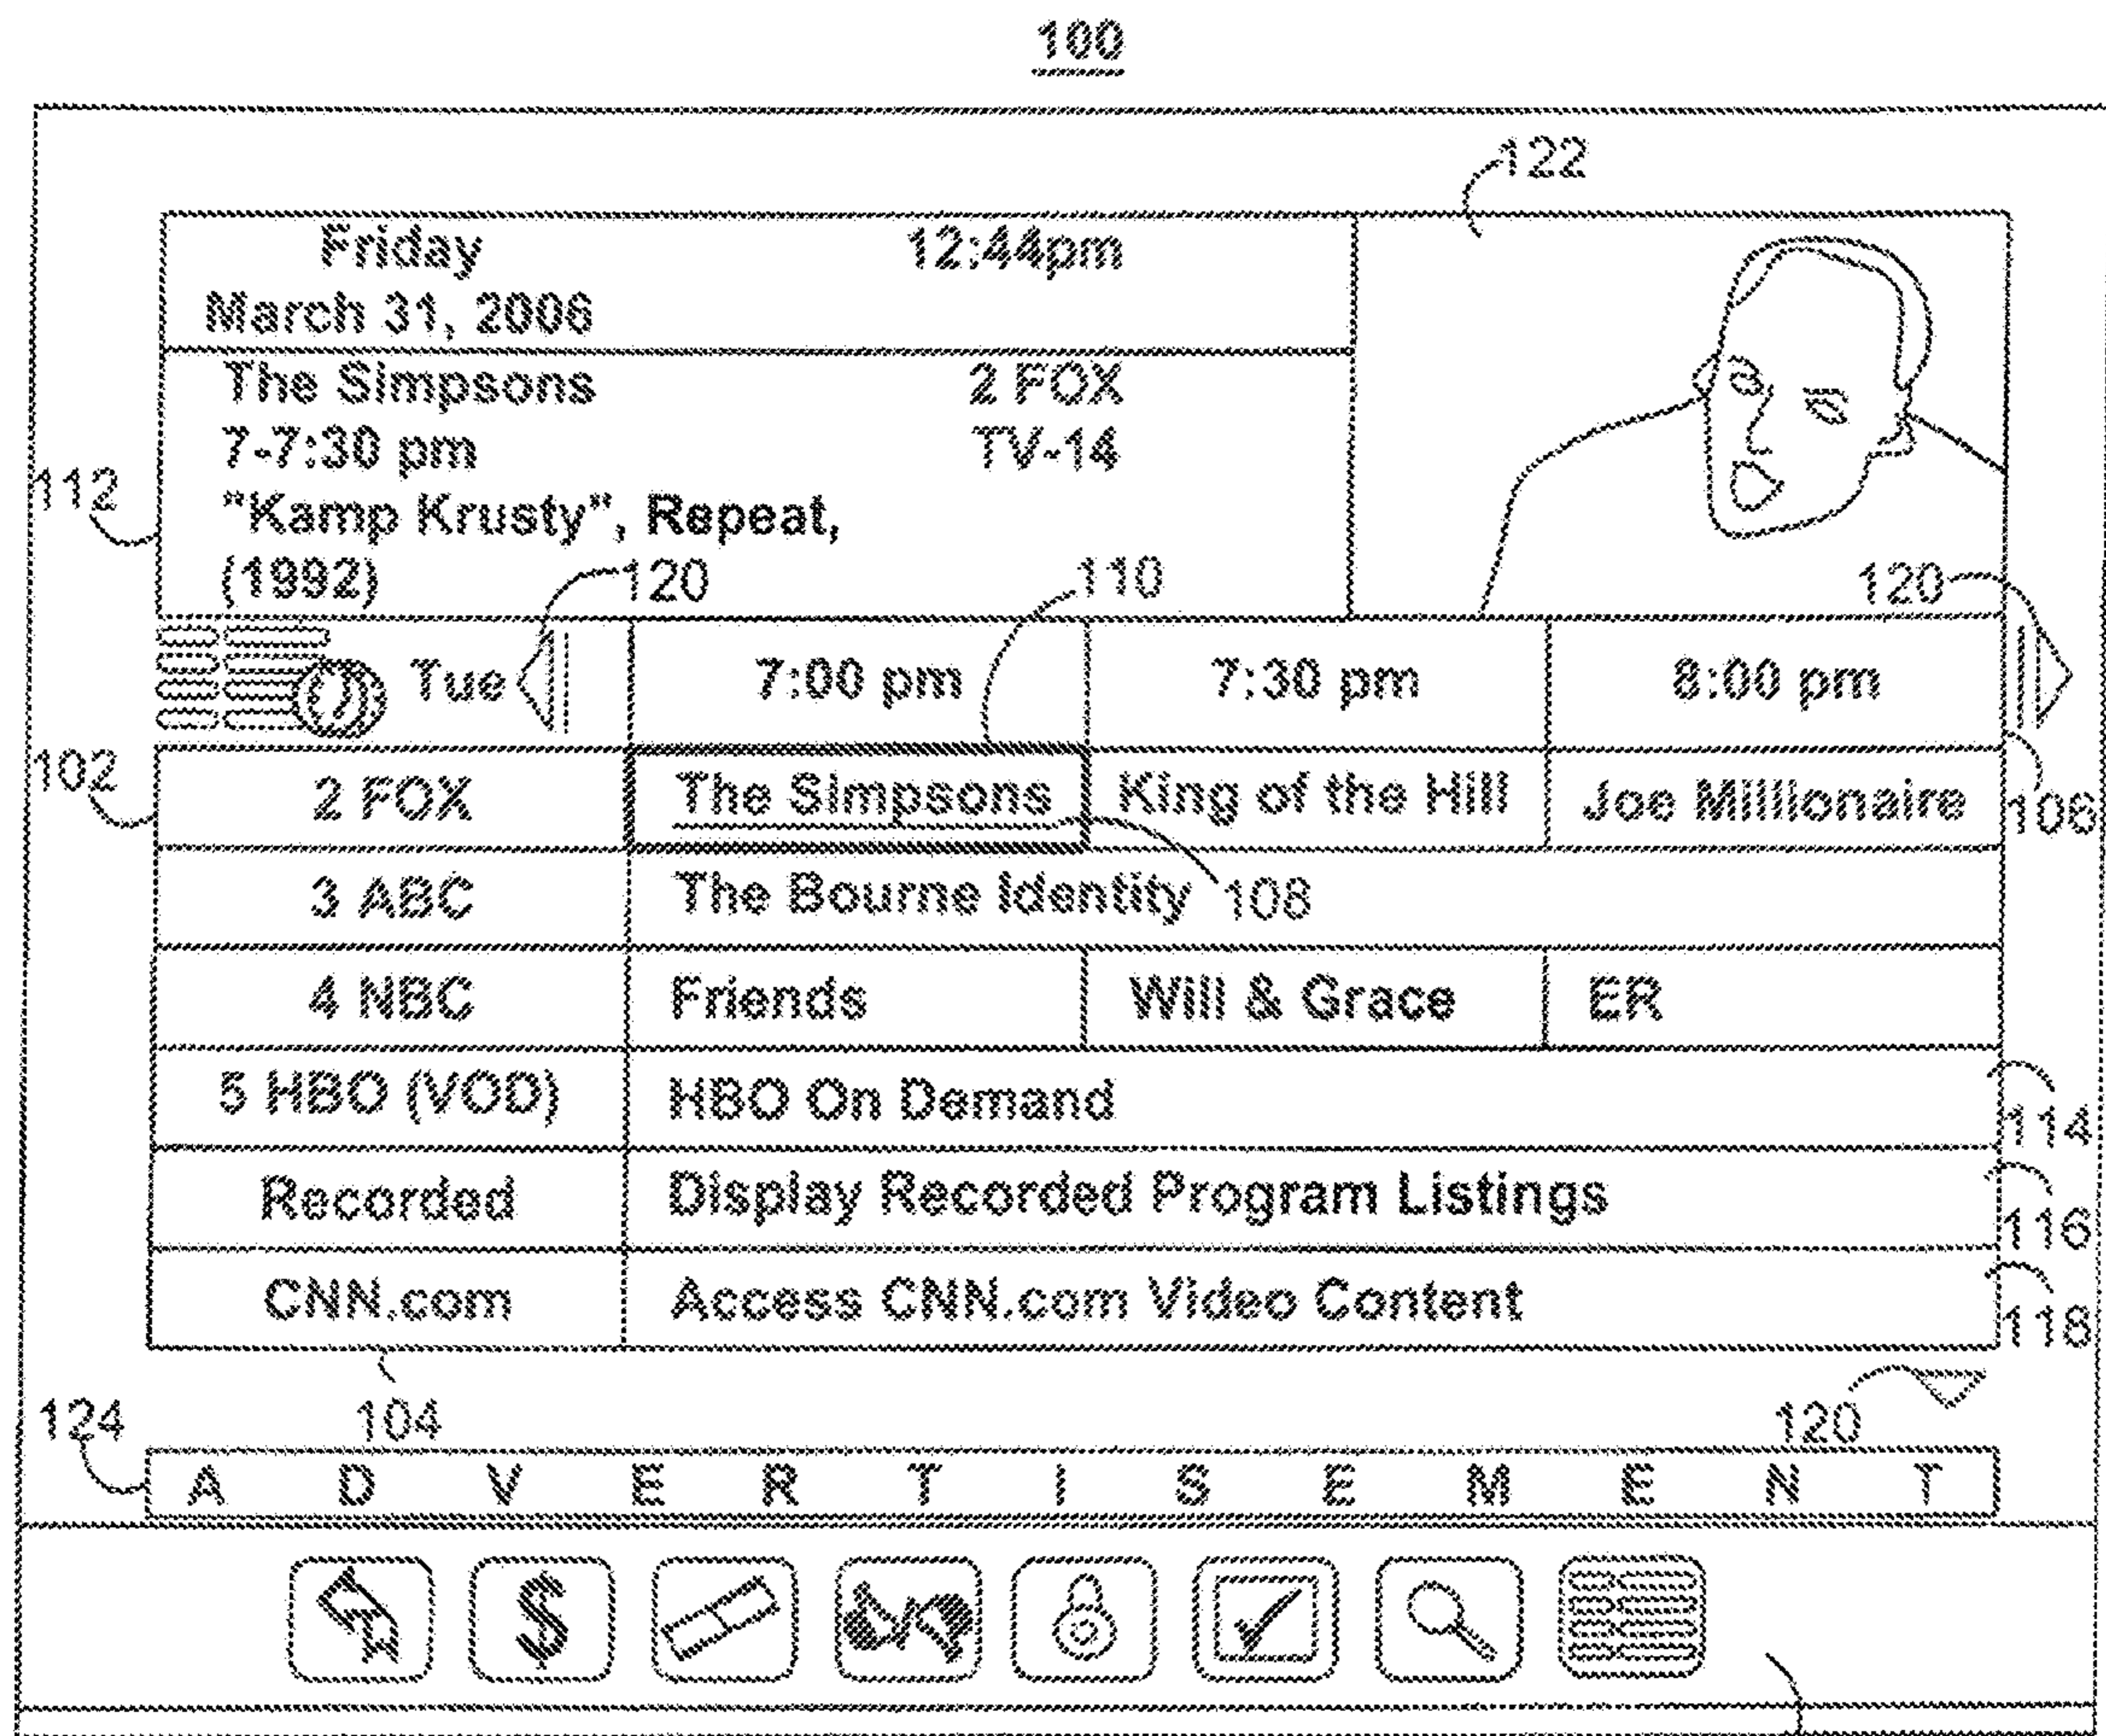 100
122
Friday 12:44pm
March 31, 2006
The Simpsons 2 FOX
7-7:30 pm TV-14
112
"Kamp Krusty", Repeat,
(1992) 120 110 120
Tue 7:00 pm 7:30 pm 8:00 pm
102
2 FOX The Simpsons King of the Hill Joe Millionaire 106
3 ABC The Bourne Identity 108
4 NBC Friends Will & Grace ER
5 HBO (VOD) HBO On Demand
114
Recorded Display Recorded Program Listings
116
CNN.com Access CNN.com Video Content
118
124 104 120
A D V E R T I S E M E N T
$